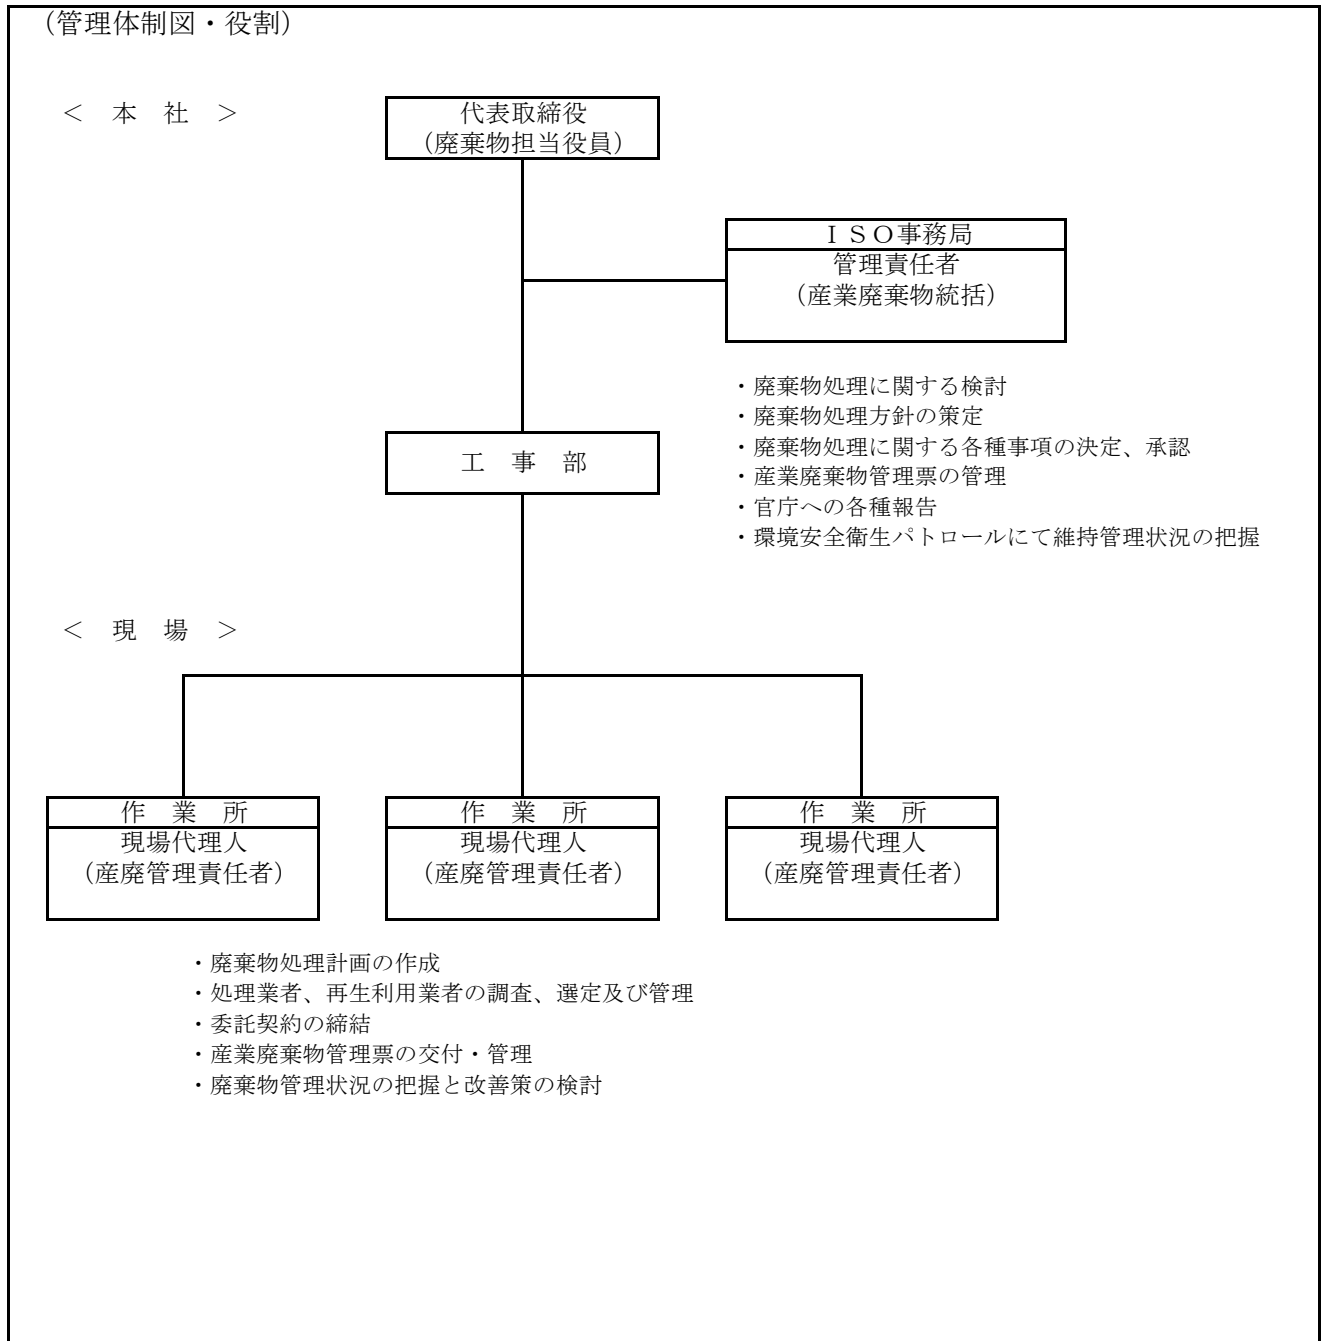 （管理体制図・役割）
＜　本　社　＞
代表取締役
（廃棄物担当役員）
ＩＳＯ事務局
管理責任者
（産業廃棄物統括）
・廃棄物処理に関する検討
・廃棄物処理方針の策定
・廃棄物処理に関する各種事項の決定、承認
・産業廃棄物管理票の管理
・官庁への各種報告
・環境安全衛生パトロールにて維持管理状況の把握
工　事　部
＜　現　場　＞
作　業　所
現場代理人
（産廃管理責任者）
作　業　所
現場代理人
（産廃管理責任者）
作　業　所
現場代理人
（産廃管理責任者）
・廃棄物処理計画の作成
・処理業者、再生利用業者の調査、選定及び管理
・委託契約の締結
・産業廃棄物管理票の交付・管理
・廃棄物管理状況の把握と改善策の検討